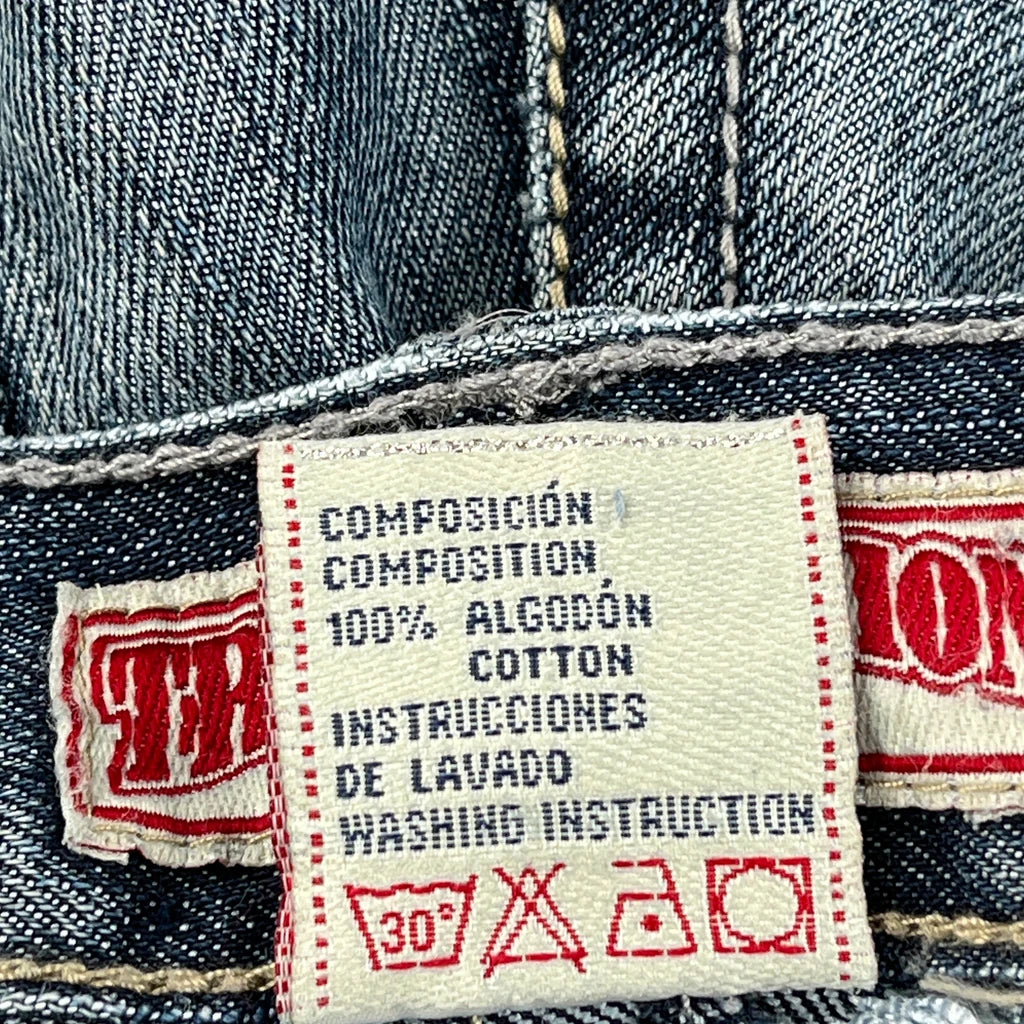 COMPOSICIÓN
COMPOSITION
100% ALGODÓN
COTTON
INSTRUCCIONES
DE LAVADO
WASHING INSTRUCTION
30°